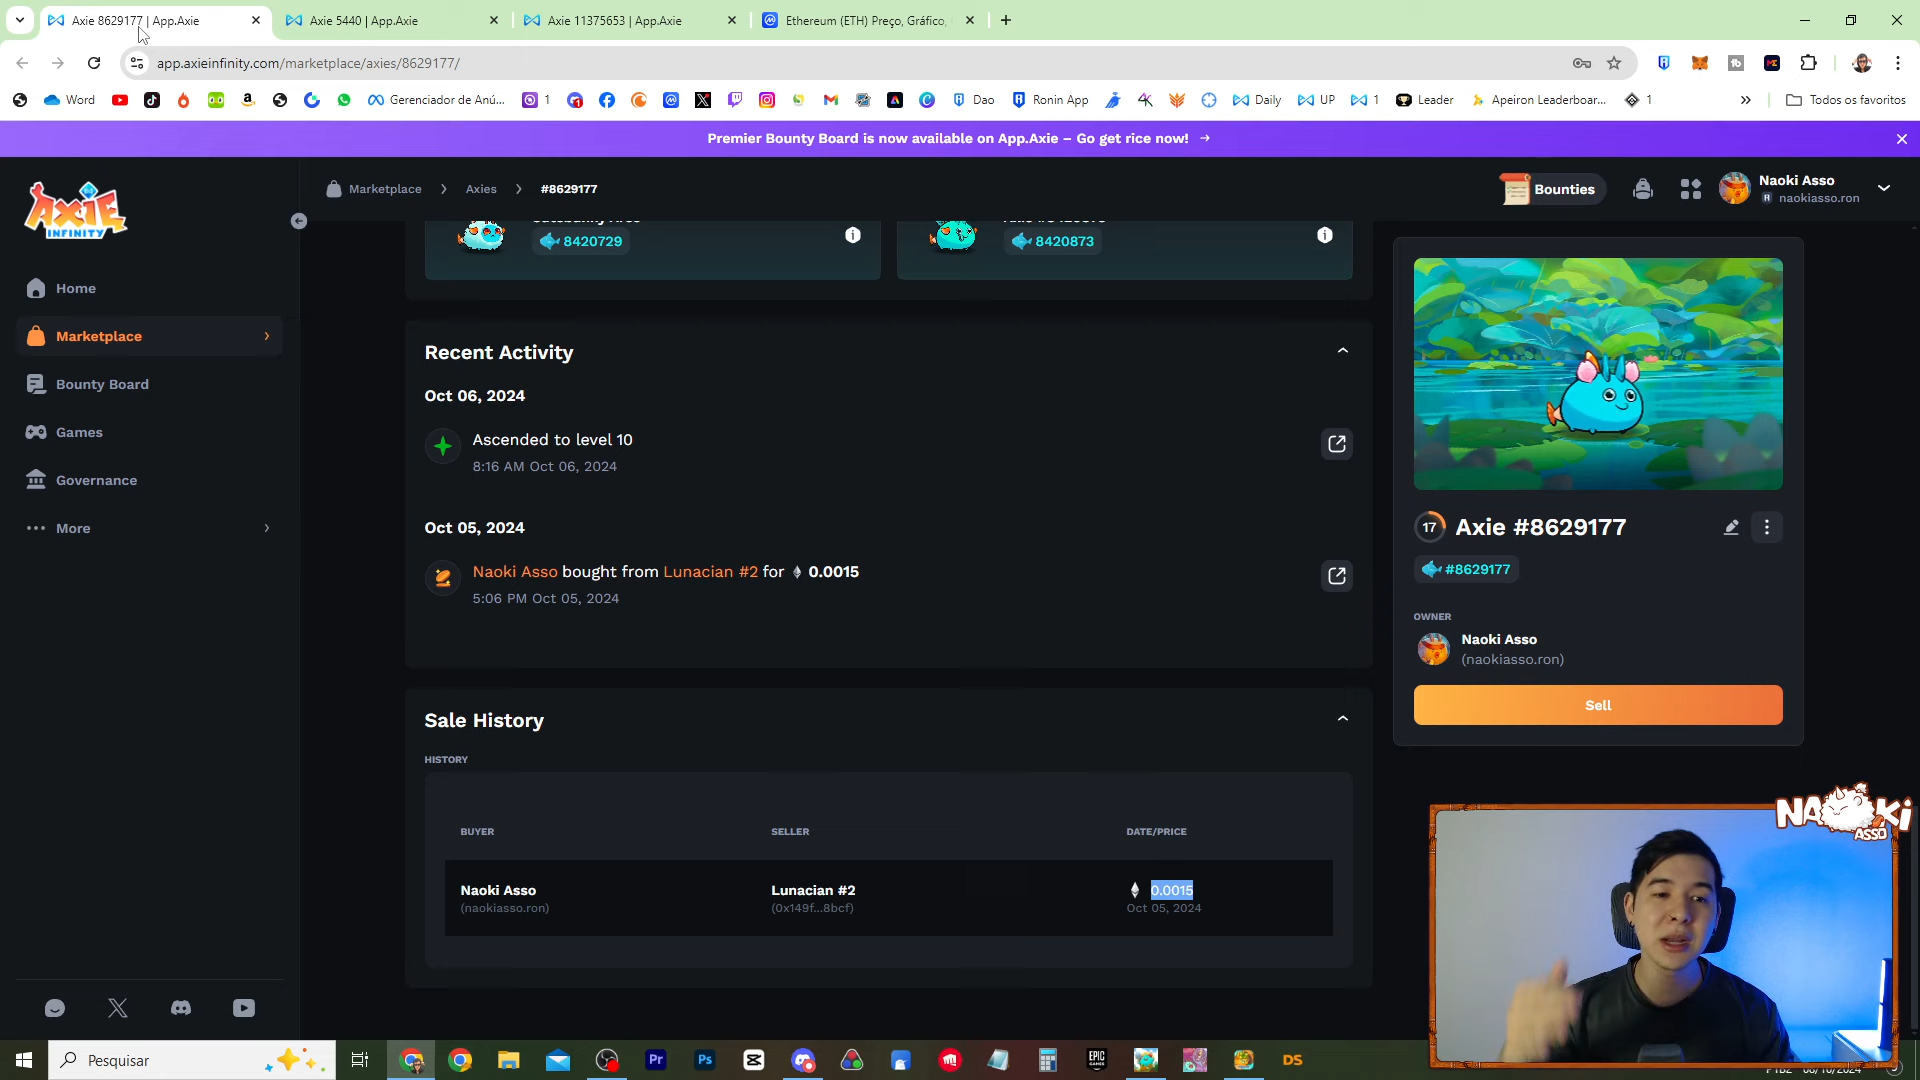 Axie 8629177 | App.Axie
Axie 5440 | App.Axie
Axie 11375653 | App.Axie
Ethereum (ETH) Preço, Gráfico,
app.axieinfinity.com/marketplace/axies/8629177/
Word
Gerenciador de Anú...
1
Dao
Ronin App
Daily
UP
1
Leader
Apeiron Leaderboar...
1
Todos os favoritos
Premier Bounty Board is now available on App.Axie – Go get rice now! →
AXIE
INFINITY
Marketplace
Axies
#8629177
Bounties
Naoki Asso
naokiasso.ron
Home
Marketplace
Bounty Board
Games
Governance
More
8420729
8420873
Recent Activity
Oct 06, 2024
Ascended to level 10
8:16 AM Oct 06, 2024
Oct 05, 2024
Naoki Asso bought from Lunacian #2 for 0.0015
5:06 PM Oct 05, 2024
Sale History
HISTORY
BUYER
SELLER
DATE/PRICE
Naoki Asso
(naokiasso.ron)
Lunacian #2
(0x149f...8bcf)
0.0015
Oct 05, 2024
17
Axie #8629177
#8629177
OWNER
Naoki Asso
(naokiasso.ron)
Sell
NAOKI
ASSO
Pesquisar
Pr
Ps
EPIC
GAMES
DS